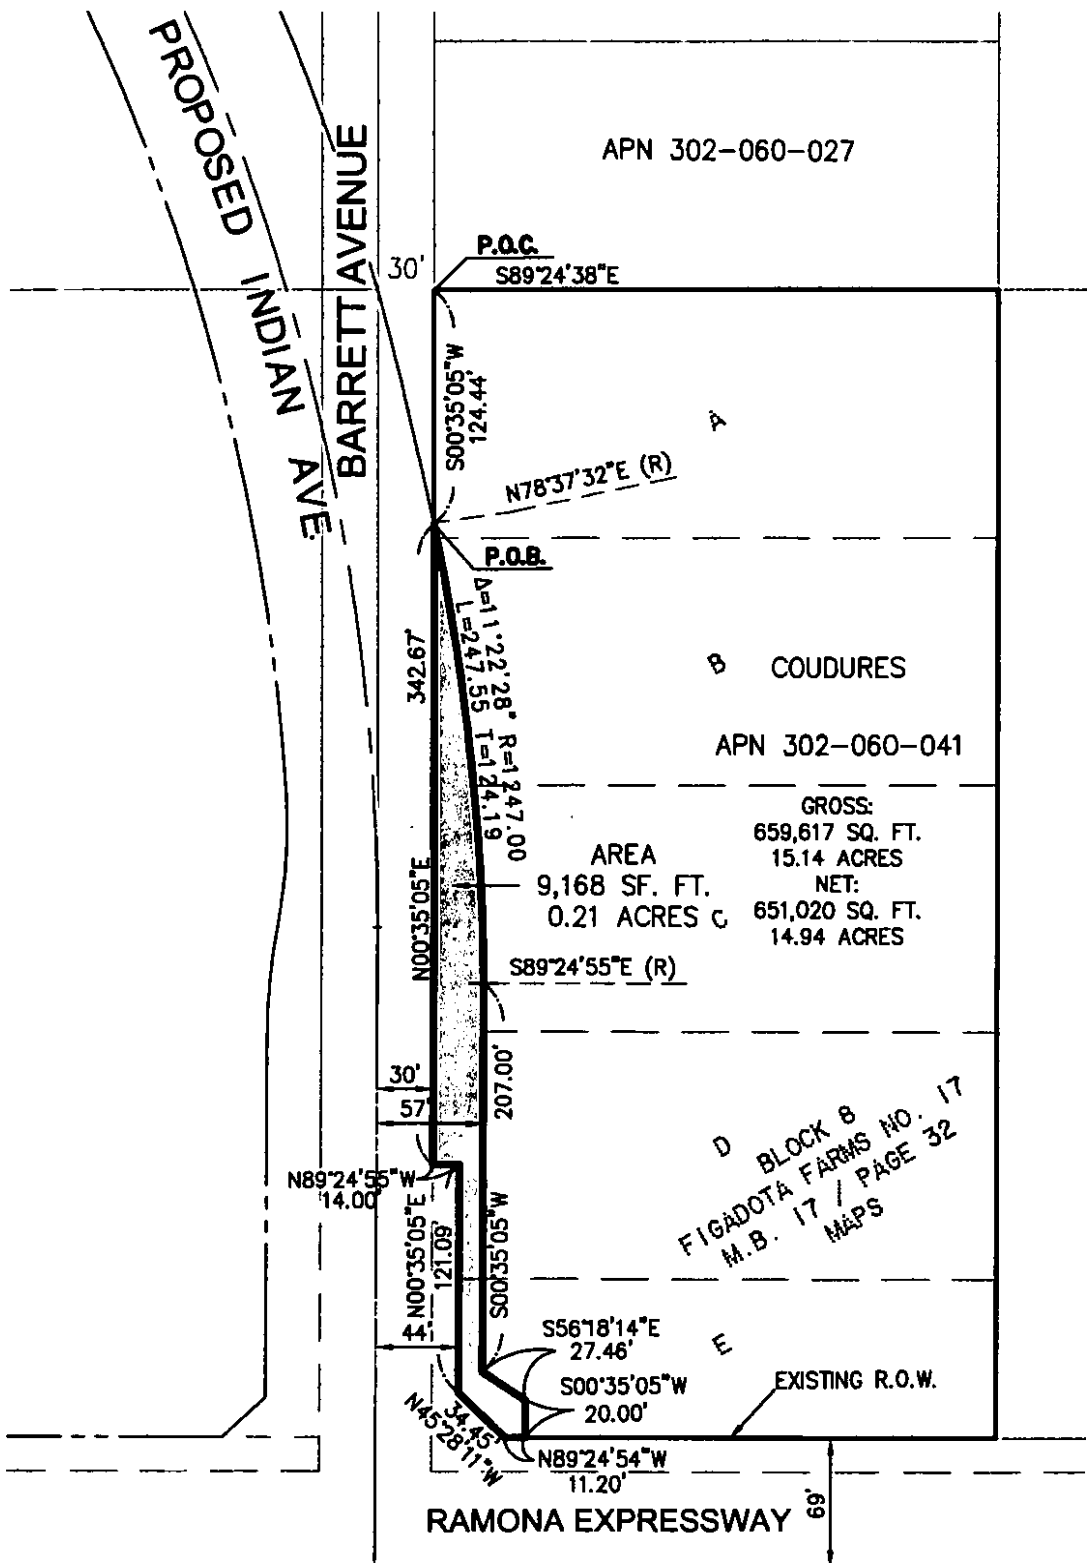 PROPOSED INDIAN AVE.
BARRETT AVENUE
APN 302-060-027
30'
P.O.C.
S89°24'38"E
S00°35'05"W
124.44'
A
N78°37'32"E (R)
P.O.B.
342.67'
N00°35'05"E
Δ=11°22'28" R=1247.00
L=247.55 T=124.19
B
COUDURES
APN 302-060-041
GROSS:
659,617 SQ. FT.
15.14 ACRES
NET:
651,020 SQ. FT.
14.94 ACRES
AREA
9,168 SF. FT.
0.21 ACRES
C
S89°24'55"E (R)
207.00'
S00°35'05"W
30'
57'
N89°24'55"W
14.00'
N00°35'05"E
121.09'
44'
D
BLOCK 8
FIGADOTA FARMS NO. 17
M.B. 17 / PAGE 32
MAPS
S56°18'14"E
27.46'
E
S00°35'05"W
20.00'
EXISTING R.O.W.
34.45'
N45°28'11"W
N89°24'54"W
11.20'
69'
RAMONA EXPRESSWAY